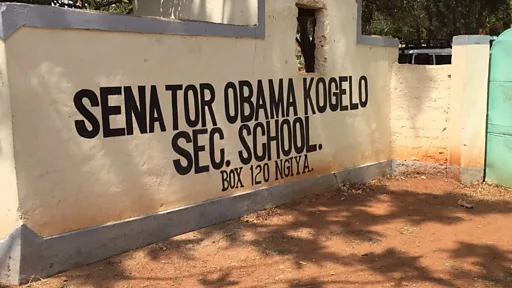 SENATOR OBAMA KOGELO
SEC. SCHOOL.
BOX 120 NGIYA.